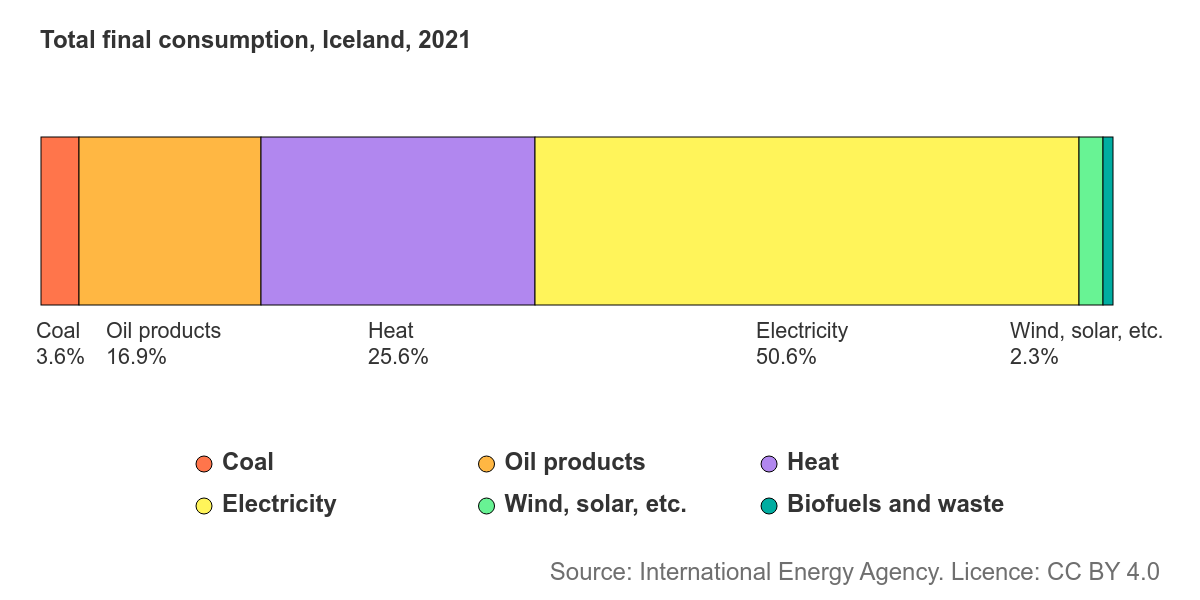 Total final consumption, Iceland, 2021
Coal Oil products Heat Electricity Wind, solar, etc.
3.6% 16.9% 25.6% 50.6% 2.3%
Coal Oil products Heat
Electricity Wind, solar, etc. Biofuels and waste
Source: International Energy Agency. Licence: CC BY 4.0